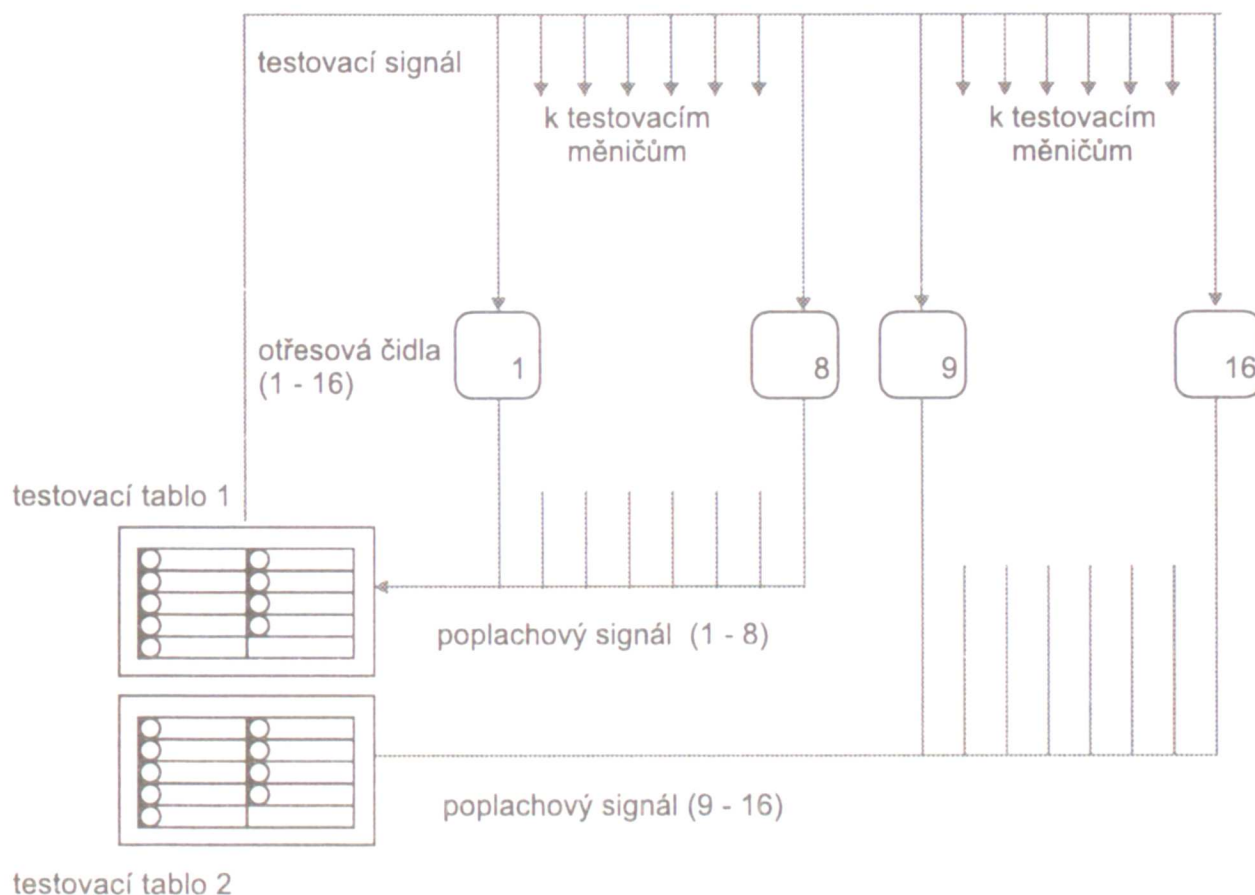 testovací signál
k testovacím
měničům
k testovacím
měničům
otřesová čidla
(1 - 16)
1
8
9
16
testovací tablo 1
poplachový signál (1 - 8)
poplachový signál (9 - 16)
testovací tablo 2